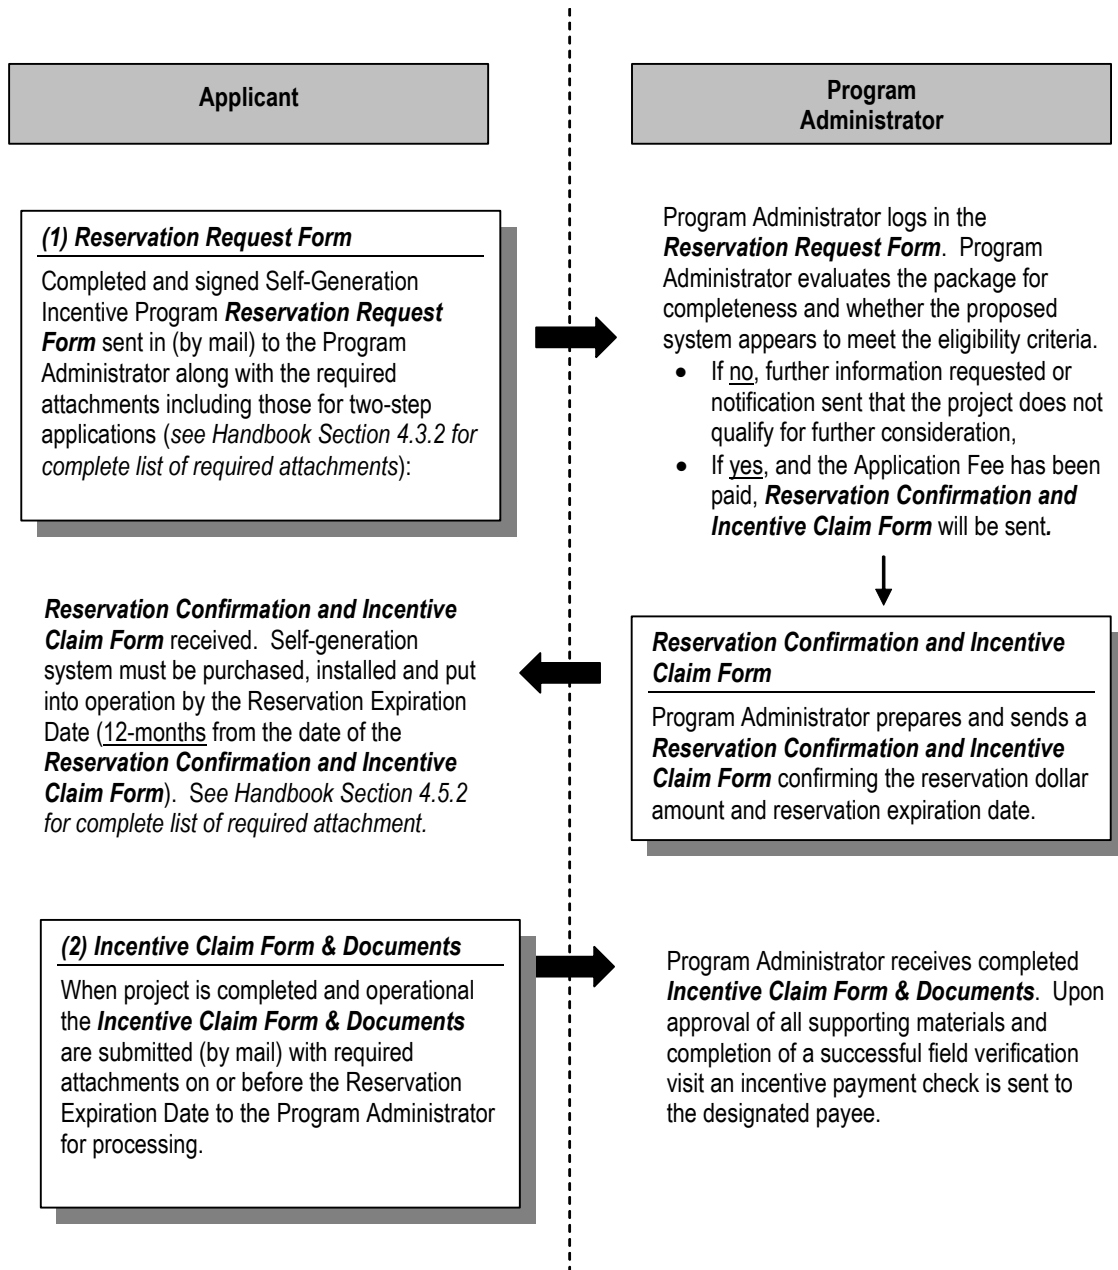 Applicant
Program
Administrator
(1) Reservation Request Form
Completed and signed Self-Generation
Incentive Program Reservation Request
Form sent in (by mail) to the Program
Administrator along with the required
attachments including those for two-step
applications (see Handbook Section 4.3.2 for
complete list of required attachments):
Program Administrator logs in the
Reservation Request Form. Program
Administrator evaluates the package for
completeness and whether the proposed
system appears to meet the eligibility criteria.
• If no, further information requested or
notification sent that the project does not
qualify for further consideration,
• If yes, and the Application Fee has been
paid, Reservation Confirmation and
Incentive Claim Form will be sent.
Reservation Confirmation and Incentive
Claim Form
Program Administrator prepares and sends a
Reservation Confirmation and Incentive
Claim Form confirming the reservation dollar
amount and reservation expiration date.
Reservation Confirmation and Incentive
Claim Form received. Self-generation
system must be purchased, installed and put
into operation by the Reservation Expiration
Date (12-months from the date of the
Reservation Confirmation and Incentive
Claim Form). See Handbook Section 4.5.2
for complete list of required attachment.
(2) Incentive Claim Form & Documents
When project is completed and operational
the Incentive Claim Form & Documents
are submitted (by mail) with required
attachments on or before the Reservation
Expiration Date to the Program Administrator
for processing.
Program Administrator receives completed
Incentive Claim Form & Documents. Upon
approval of all supporting materials and
completion of a successful field verification
visit an incentive payment check is sent to
the designated payee.